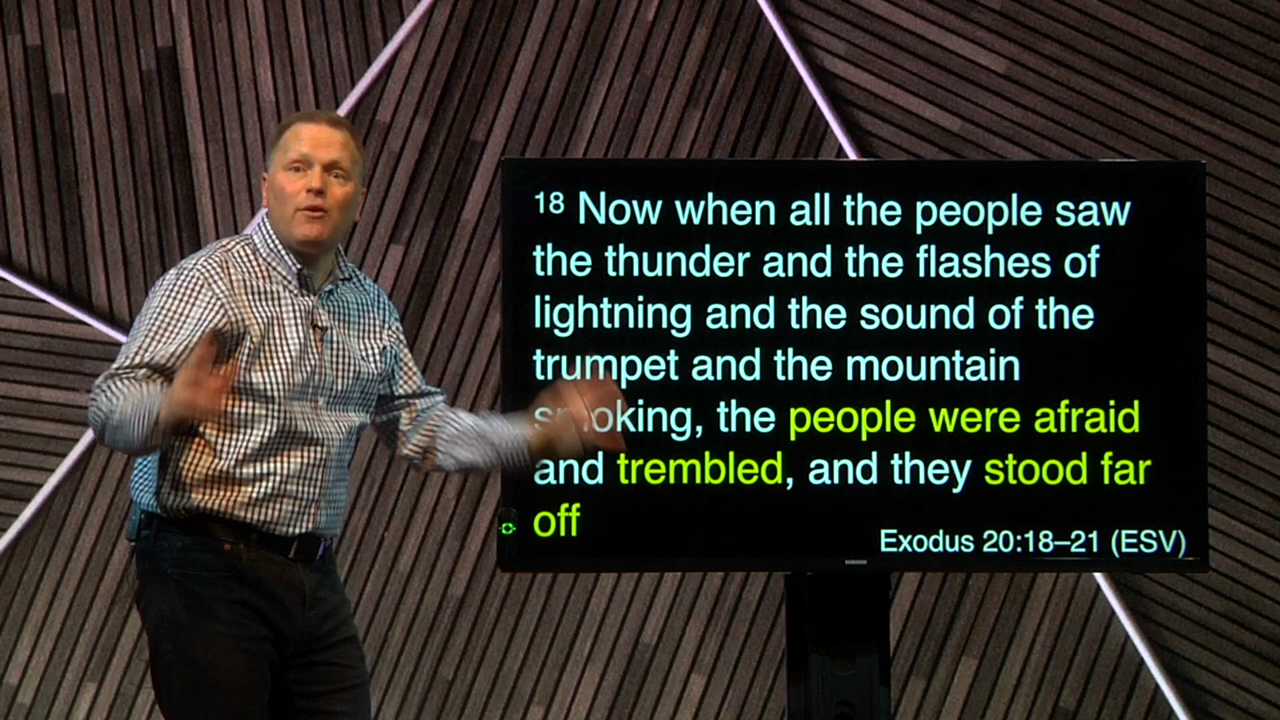 18 Now when all the people saw
the thunder and the flashes of
lightning and the sound of the
trumpet and the mountain
smoking, the people were afraid
and trembled, and they stood far
off
Exodus 20:18–21 (ESV)